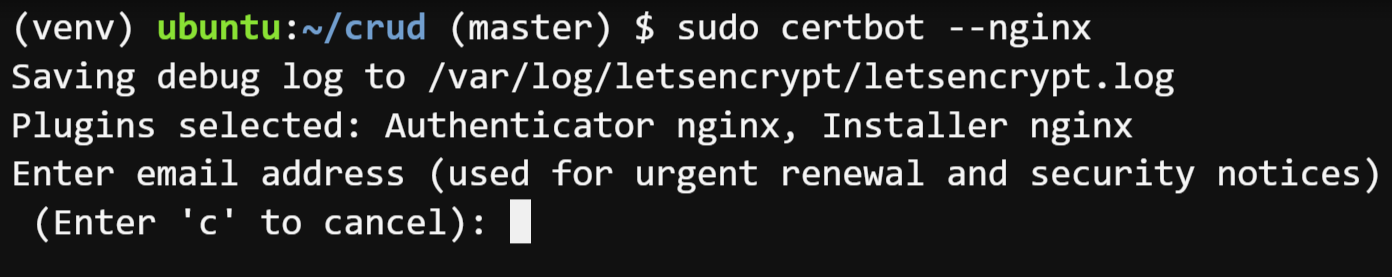 (venv) ubuntu:~/crud (master) $ sudo certbot --nginx
Saving debug log to /var/log/letsencrypt/letsencrypt.log
Plugins selected: Authenticator nginx, Installer nginx
Enter email address (used for urgent renewal and security notices)
 (Enter 'c' to cancel):